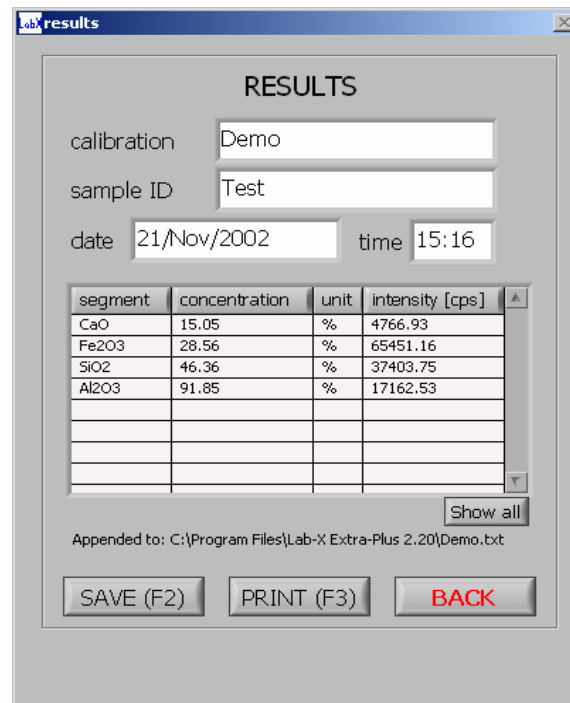 LabX results
RESULTS
calibration Demo
sample ID Test
date 21/Nov/2002 time 15:16
segment concentration unit intensity [cps]
CaO 15.05 % 4766.93
Fe2O3 28.56 % 65451.16
SiO2 46.36 % 37403.75
Al2O3 91.85 % 17162.53
Show all
Appended to: C:\Program Files\Lab-X Extra-Plus 2.20\Demo.txt
SAVE (F2) PRINT (F3) BACK